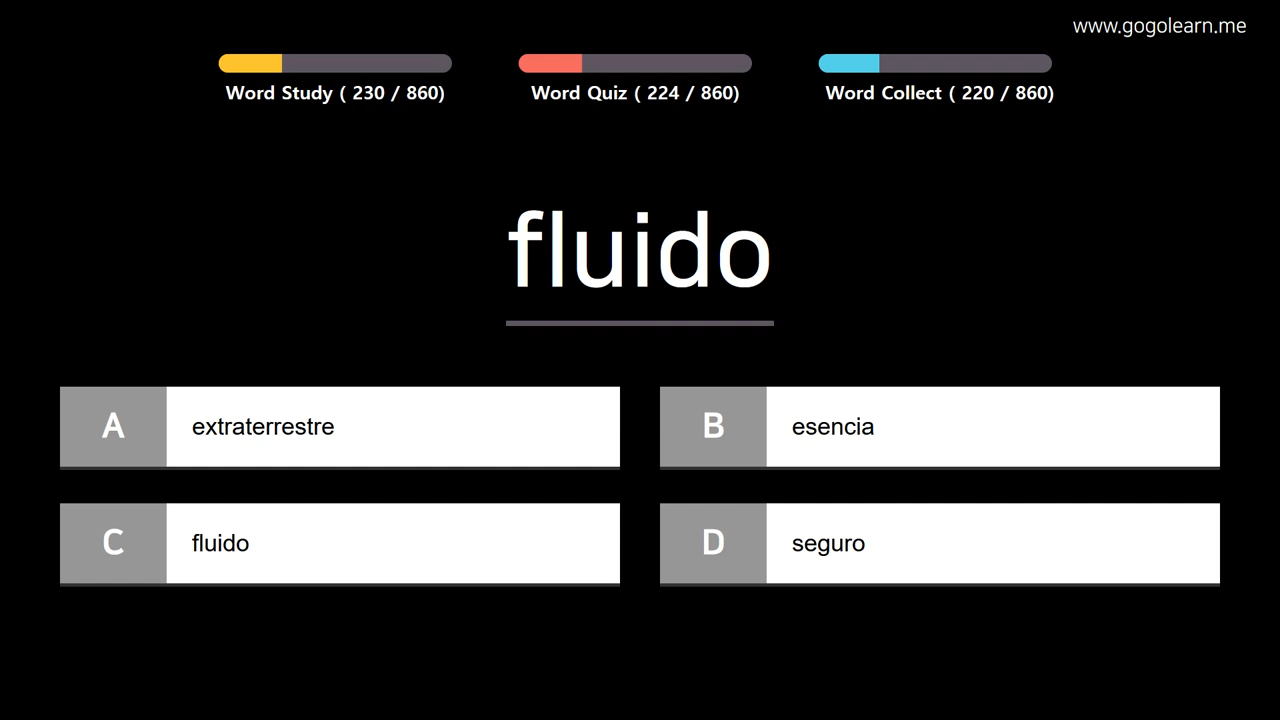 www.gogolearn.me
Word Study ( 230 / 860)
Word Quiz ( 224 / 860)
Word Collect ( 220 / 860)
fluido
A extraterrestre
B esencia
C fluido
D seguro